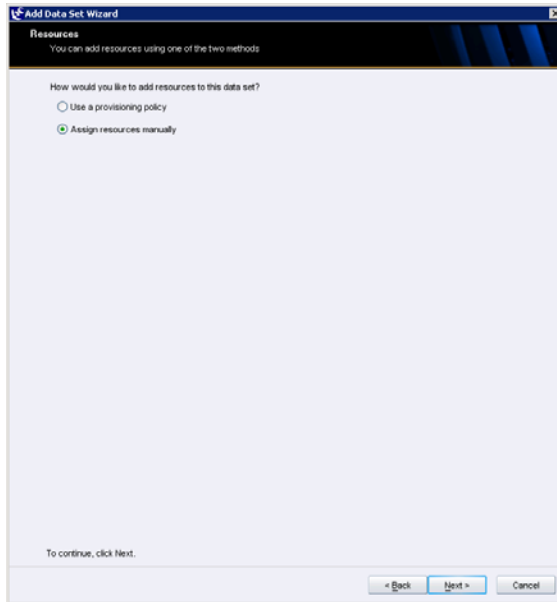 Add Data Set Wizard
Resources
You can add resources using one of the two methods
How would you like to add resources to this data set?
Use a provisioning policy
Assign resources manually
To continue, click Next.
< Back
Next >
Cancel